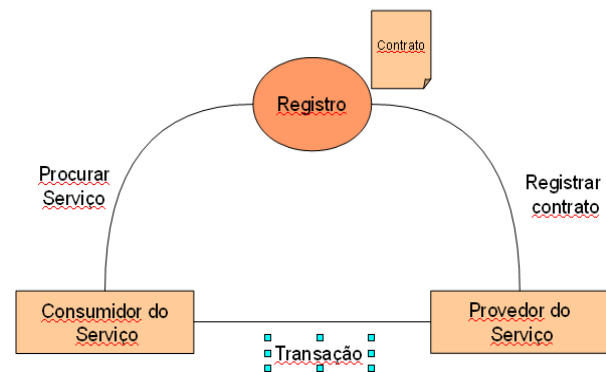 Contrato
Registro
Procurar
Serviço
Registrar
contrato
Consumidor do
Serviço
Provedor do
Serviço
Transação